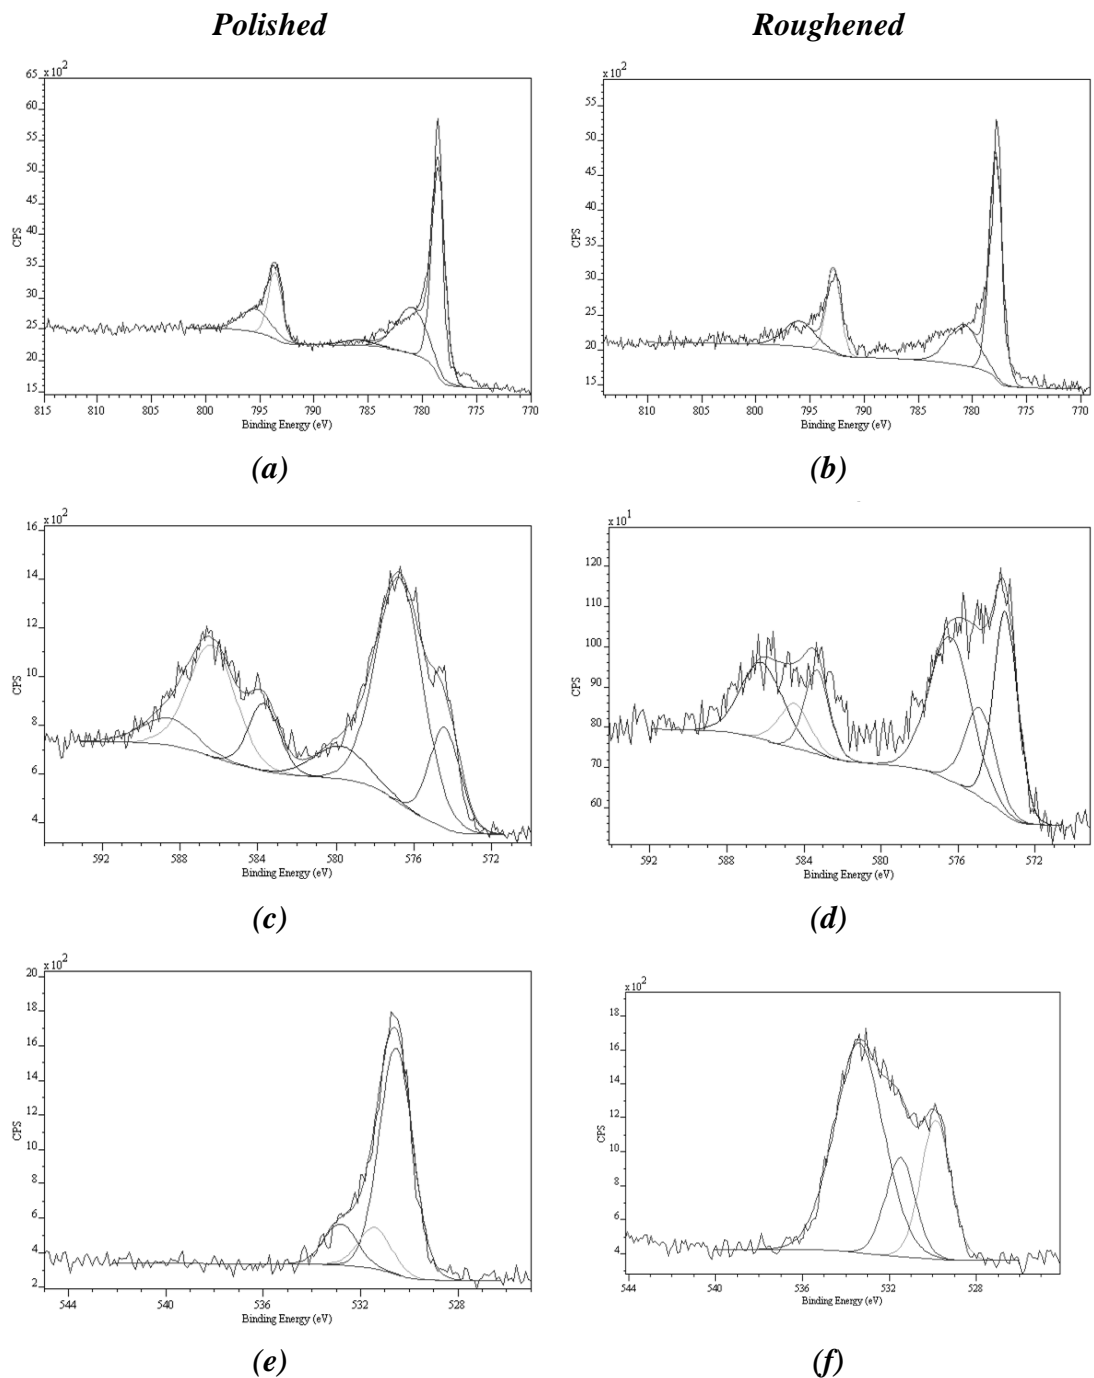 Polished Roughened
65 x 10²
60
55
50
45
40
35
30
25
20
15
CPS
815 810 805 800 795 790 785 780 775 770
Binding Energy (eV)
x 10²
55
50
45
40
35
30
25
20
15
CPS
810 805 800 795 790 785 780 775 770
Binding Energy (eV)
(a) (b)
16 x 10²
14
12
10
8
6
4
CPS
592 588 584 580 576 572
Binding Energy (eV)
x 10¹
120
110
100
90
80
70
60
CPS
592 588 584 580 576 572
Binding Energy (eV)
(c) (d)
20 x 10²
18
16
14
12
10
8
6
4
2
CPS
544 540 536 532 528
Binding Energy (eV)
x 10²
18
16
14
12
10
8
6
4
CPS
544 540 536 532 528
Binding Energy (eV)
(e) (f)